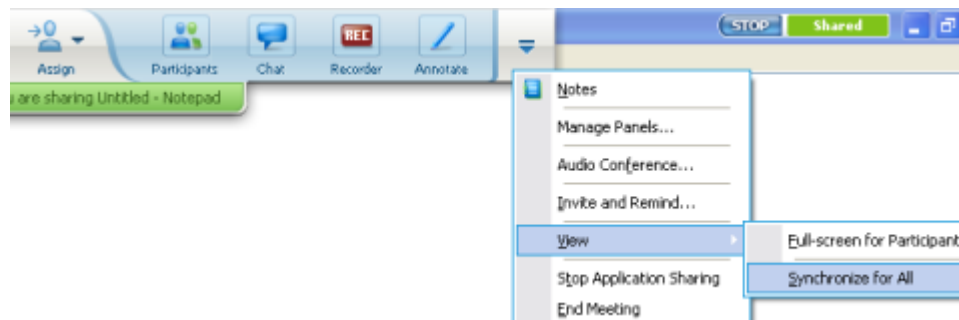 STOP Shared
REC
Assign Participants Chat Recorder Annotate
u are sharing Untitled - Notepad
Notes
Manage Panels...
Audio Conference...
Invite and Remind...
View
Full-screen for Participant
Stop Application Sharing
Synchronize for All
End Meeting